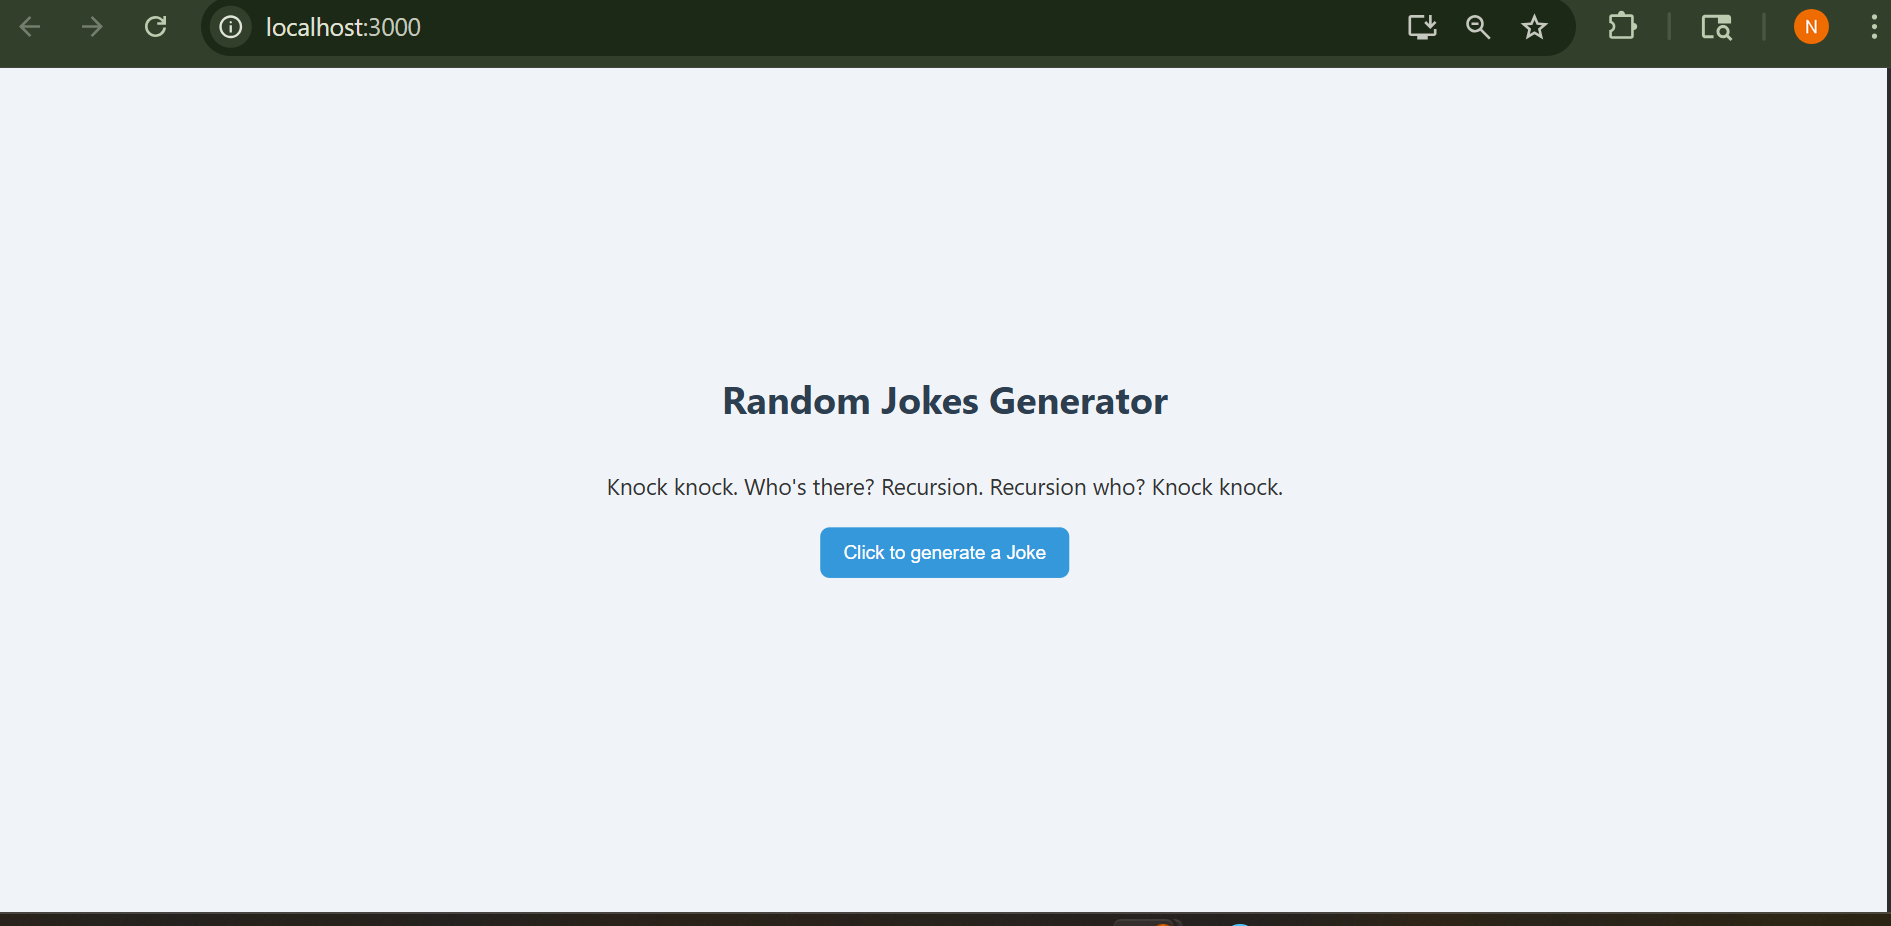 localhost:3000
N
Random Jokes Generator
Knock knock. Who's there? Recursion. Recursion who? Knock knock.
Click to generate a Joke